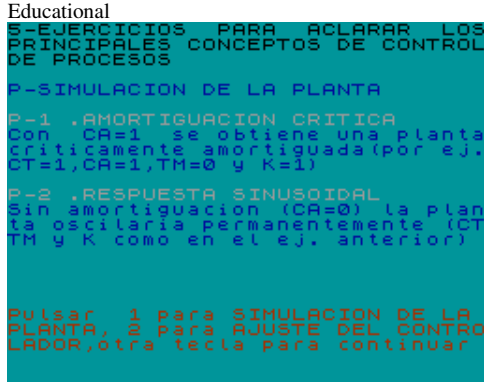 Educational
5-EJERCICIOS PARA ACLARAR LOS
PRINCIPALES CONCEPTOS DE CONTROL
DE PROCESOS
P-SIMULACION DE LA PLANTA
P-1 .AMORTIGUACION CRITICA
Con CA=1 se obtiene una planta
criticamente amortiguada(por ej.
CT=1,CA=1,TM=0 y K=1)
P-2 .RESPUESTA SINUSOIDAL
Sin amortiguacion (CA=0) la plan
ta oscilaria permanentemente (CT
TM y K como en el ej. anterior)
Pulsar 1 para SIMULACION DE LA
PLANTA, 2 para AJUSTE DEL CONTRO
LADOR,otra tecla para continuar